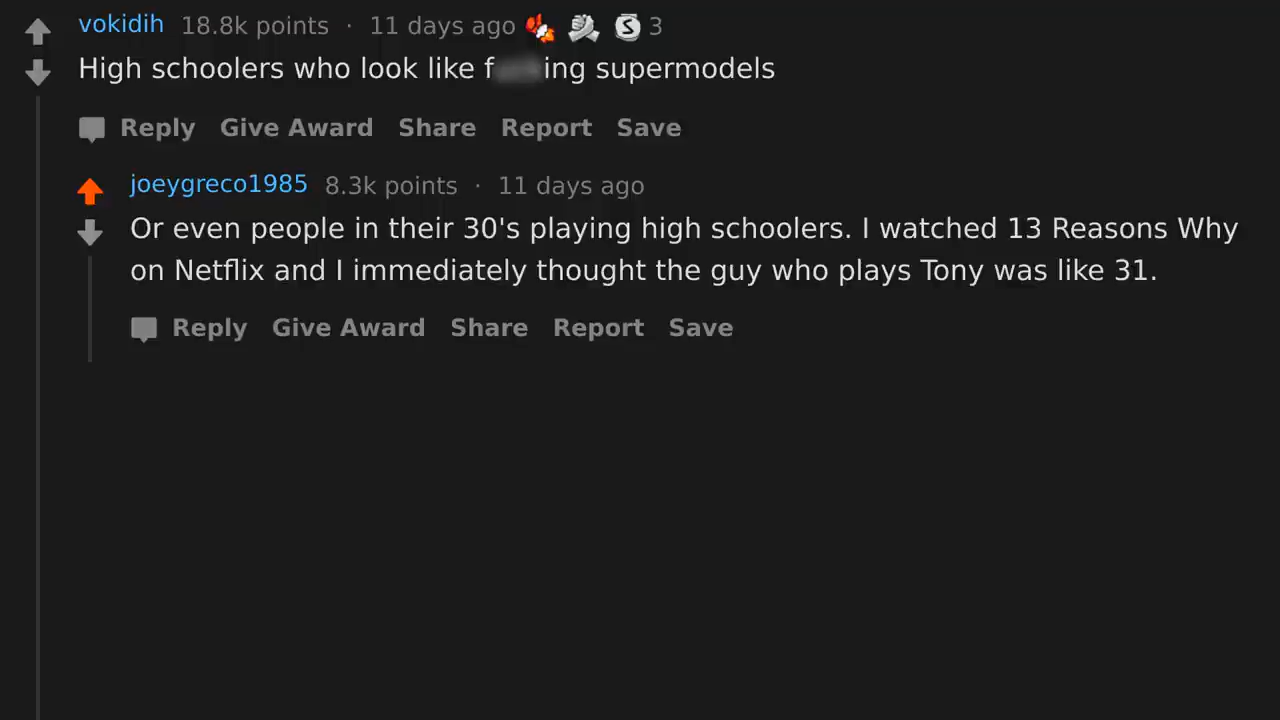 vokidih 18.8k points · 11 days ago 3
High schoolers who look like f ing supermodels
Reply Give Award Share Report Save
joeygreco1985 8.3k points · 11 days ago
Or even people in their 30's playing high schoolers. I watched 13 Reasons Why
on Netflix and I immediately thought the guy who plays Tony was like 31.
Reply Give Award Share Report Save